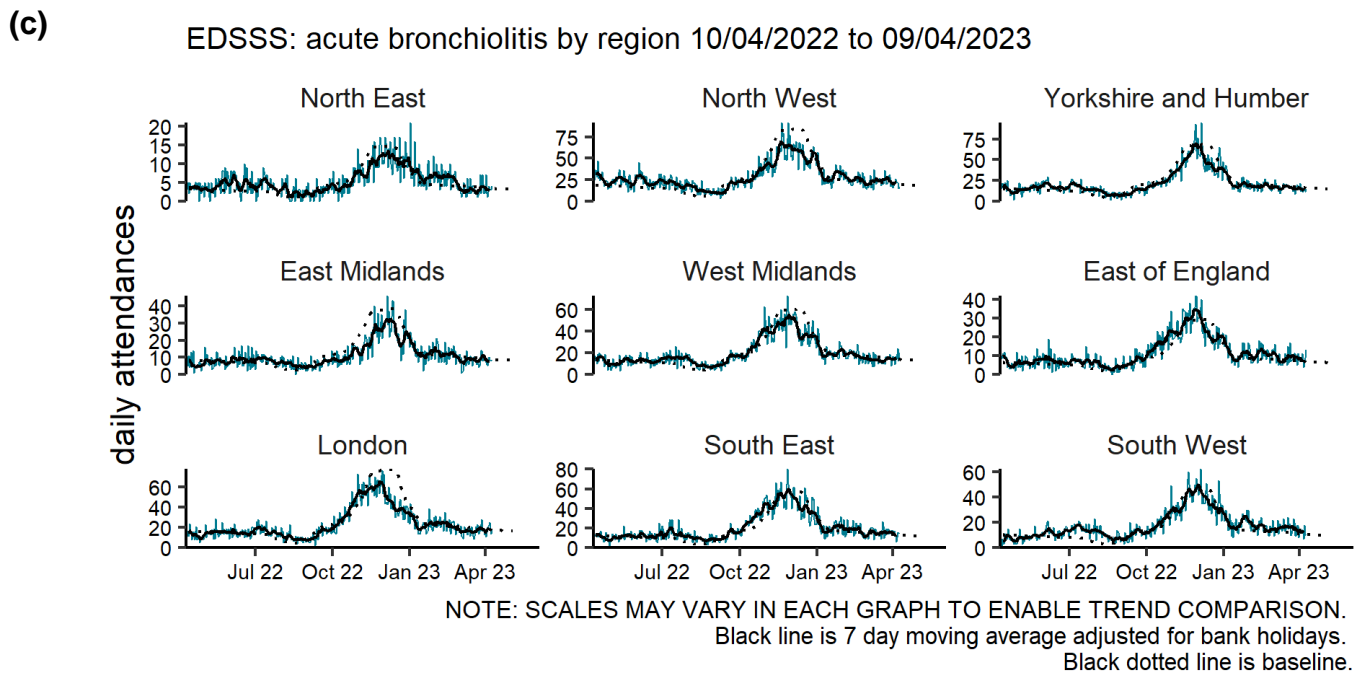 (c)
EDSSS: acute bronchiolitis by region 10/04/2022 to 09/04/2023
daily attendances
North East
20
15
10
5
0
North West
75
50
25
0
Yorkshire and Humber
75
50
25
0
East Midlands
40
30
20
10
0
West Midlands
60
40
20
0
East of England
40
30
20
10
0
London
60
40
20
0
Jul 22 Oct 22 Jan 23 Apr 23
South East
80
60
40
20
0
Jul 22 Oct 22 Jan 23 Apr 23
South West
60
40
20
0
Jul 22 Oct 22 Jan 23 Apr 23
NOTE: SCALES MAY VARY IN EACH GRAPH TO ENABLE TREND COMPARISON.
Black line is 7 day moving average adjusted for bank holidays.
Black dotted line is baseline.